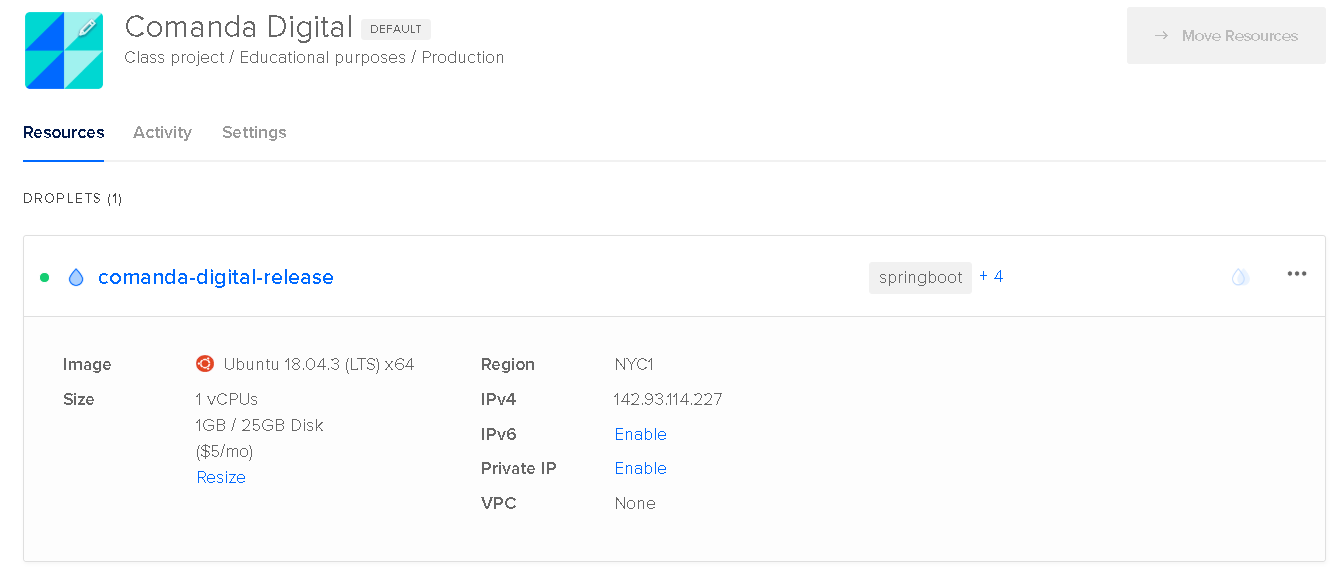 Comanda Digital DEFAULT
Class project / Educational purposes / Production
→ Move Resources
Resources Activity Settings
DROPLETS (1)
comanda-digital-release springboot + 4
Image Ubuntu 18.04.3 (LTS) x64 Region NYC1
Size 1 vCPUs IPv4 142.93.114.227
1GB / 25GB Disk IPv6 Enable
($5/mo)
Resize Private IP Enable
VPC None